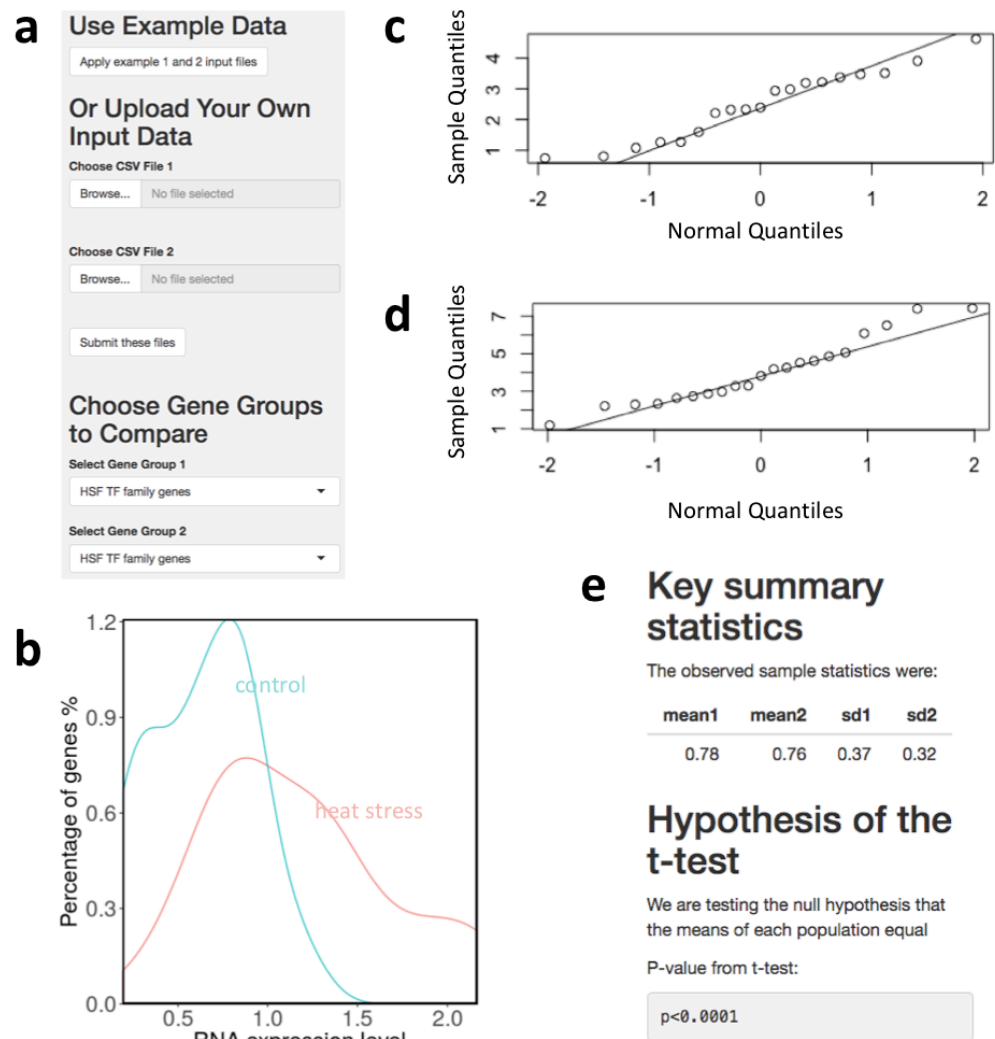 a
Use Example Data
Apply example 1 and 2 input files
Or Upload Your Own
Input Data
Choose CSV File 1
Browse... No file selected
Choose CSV File 2
Browse... No file selected
Submit these files
Choose Gene Groups
to Compare
Select Gene Group 1
HSF TF family genes
Select Gene Group 2
HSF TF family genes
b
Percentage of genes %
1.2
0.9
0.6
0.3
0.0
control
heat stress
0.5 1.0 1.5 2.0
RNA expression level
c
Sample Quantiles
4
3
2
1
-2 -1 0 1 2
Normal Quantiles
d
Sample Quantiles
7
5
3
1
-2 -1 0 1 2
Normal Quantiles
e
Key summary
statistics
The observed sample statistics were:
mean1 mean2 sd1 sd2
0.78 0.76 0.37 0.32
Hypothesis of the
t-test
We are testing the null hypothesis that
the means of each population equal
P-value from t-test:
p<0.0001